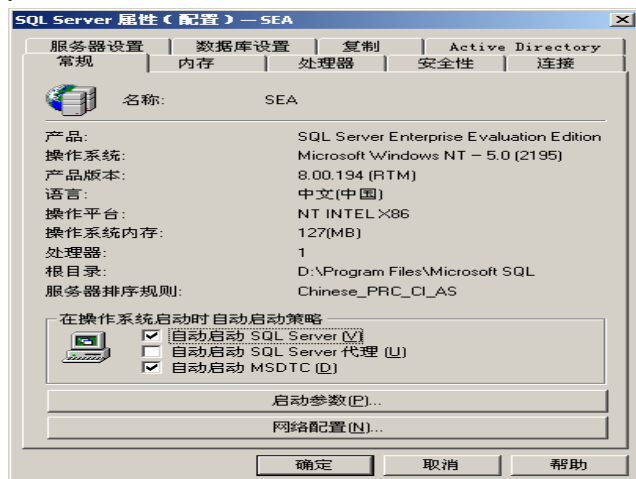 SQL Server 属性（配置）— SEA
服务器设置 数据库设置 复制 Active Directory
常规 内存 处理器 安全性 连接
名称: SEA
产品: SQL Server Enterprise Evaluation Edition
操作系统: Microsoft Windows NT – 5.0 (2195)
产品版本: 8.00.194 (RTM)
语言: 中文(中国)
操作平台: NT INTEL X86
操作系统内存: 127(MB)
处理器: 1
根目录: D:\Program Files\Microsoft SQL
服务器排序规则: Chinese_PRC_CI_AS
在操作系统启动时自动启动策略
自动启动 SQL Server (V)
自动启动 SQL Server 代理 (U)
自动启动 MSDTC (D)
启动参数(P)...
网络配置(N)...
确定 取消 帮助